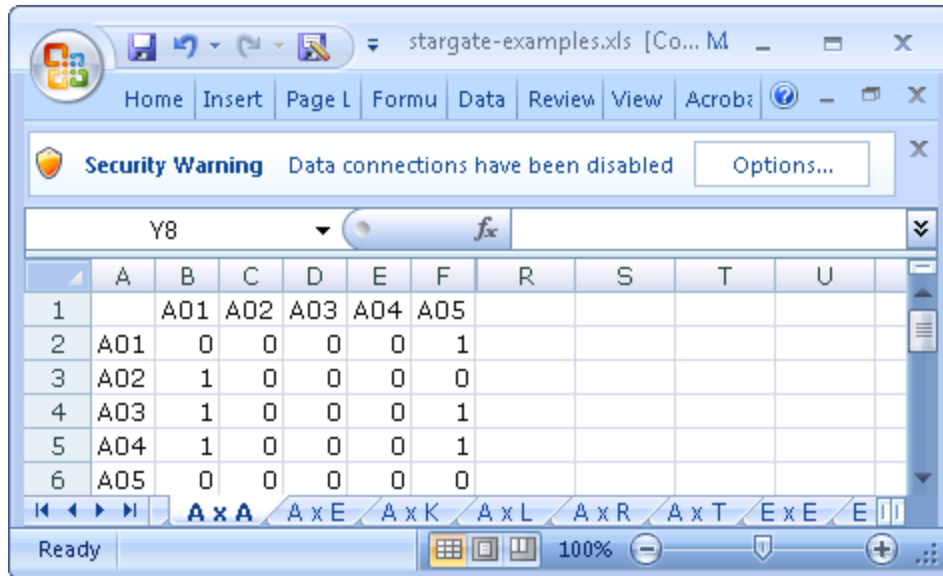 stargate-examples.xls [Co... M
Home Insert Page L Formu Data Review View Acroba
Security Warning Data connections have been disabled Options...
Y8 fx
A B C D E F R S T U
1 A01 A02 A03 A04 A05
2 A01 0 0 0 0 1
3 A02 1 0 0 0 0
4 A03 1 0 0 0 1
5 A04 1 0 0 0 1
6 A05 0 0 0 0 0
A x A A x E A x K A x L A x R A x T E x E E
Ready 100%